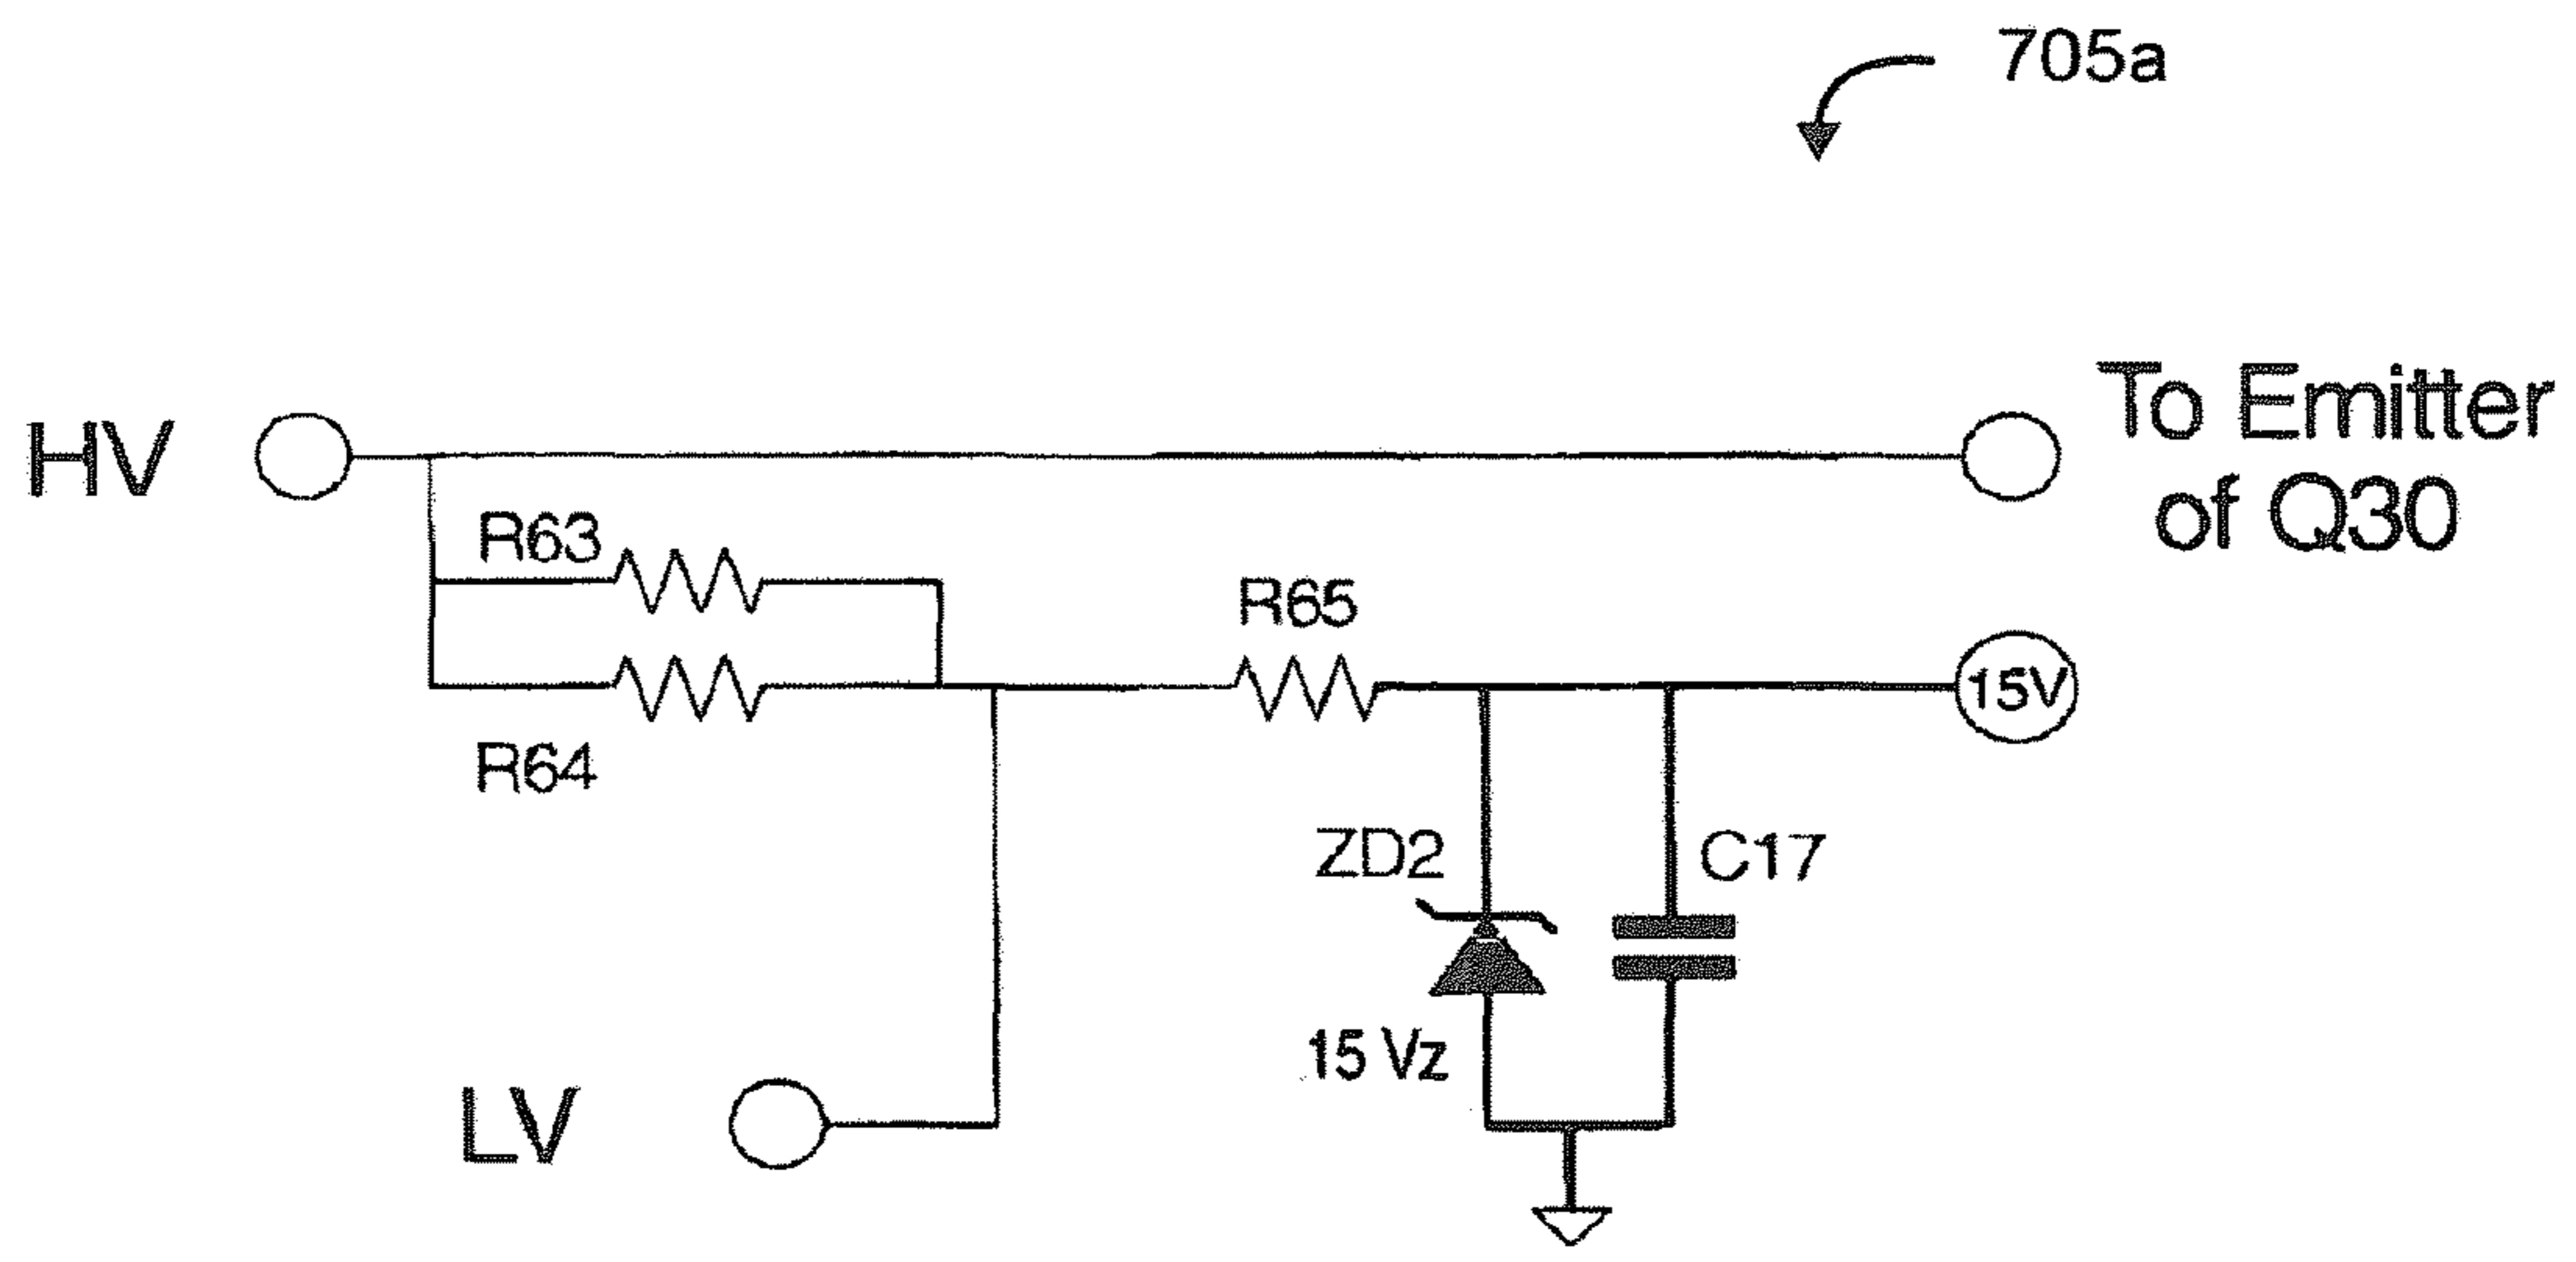 705a
HV
To Emitter
of Q30
R63
R65
15V
R64
ZD2
C17
15 Vz
LV